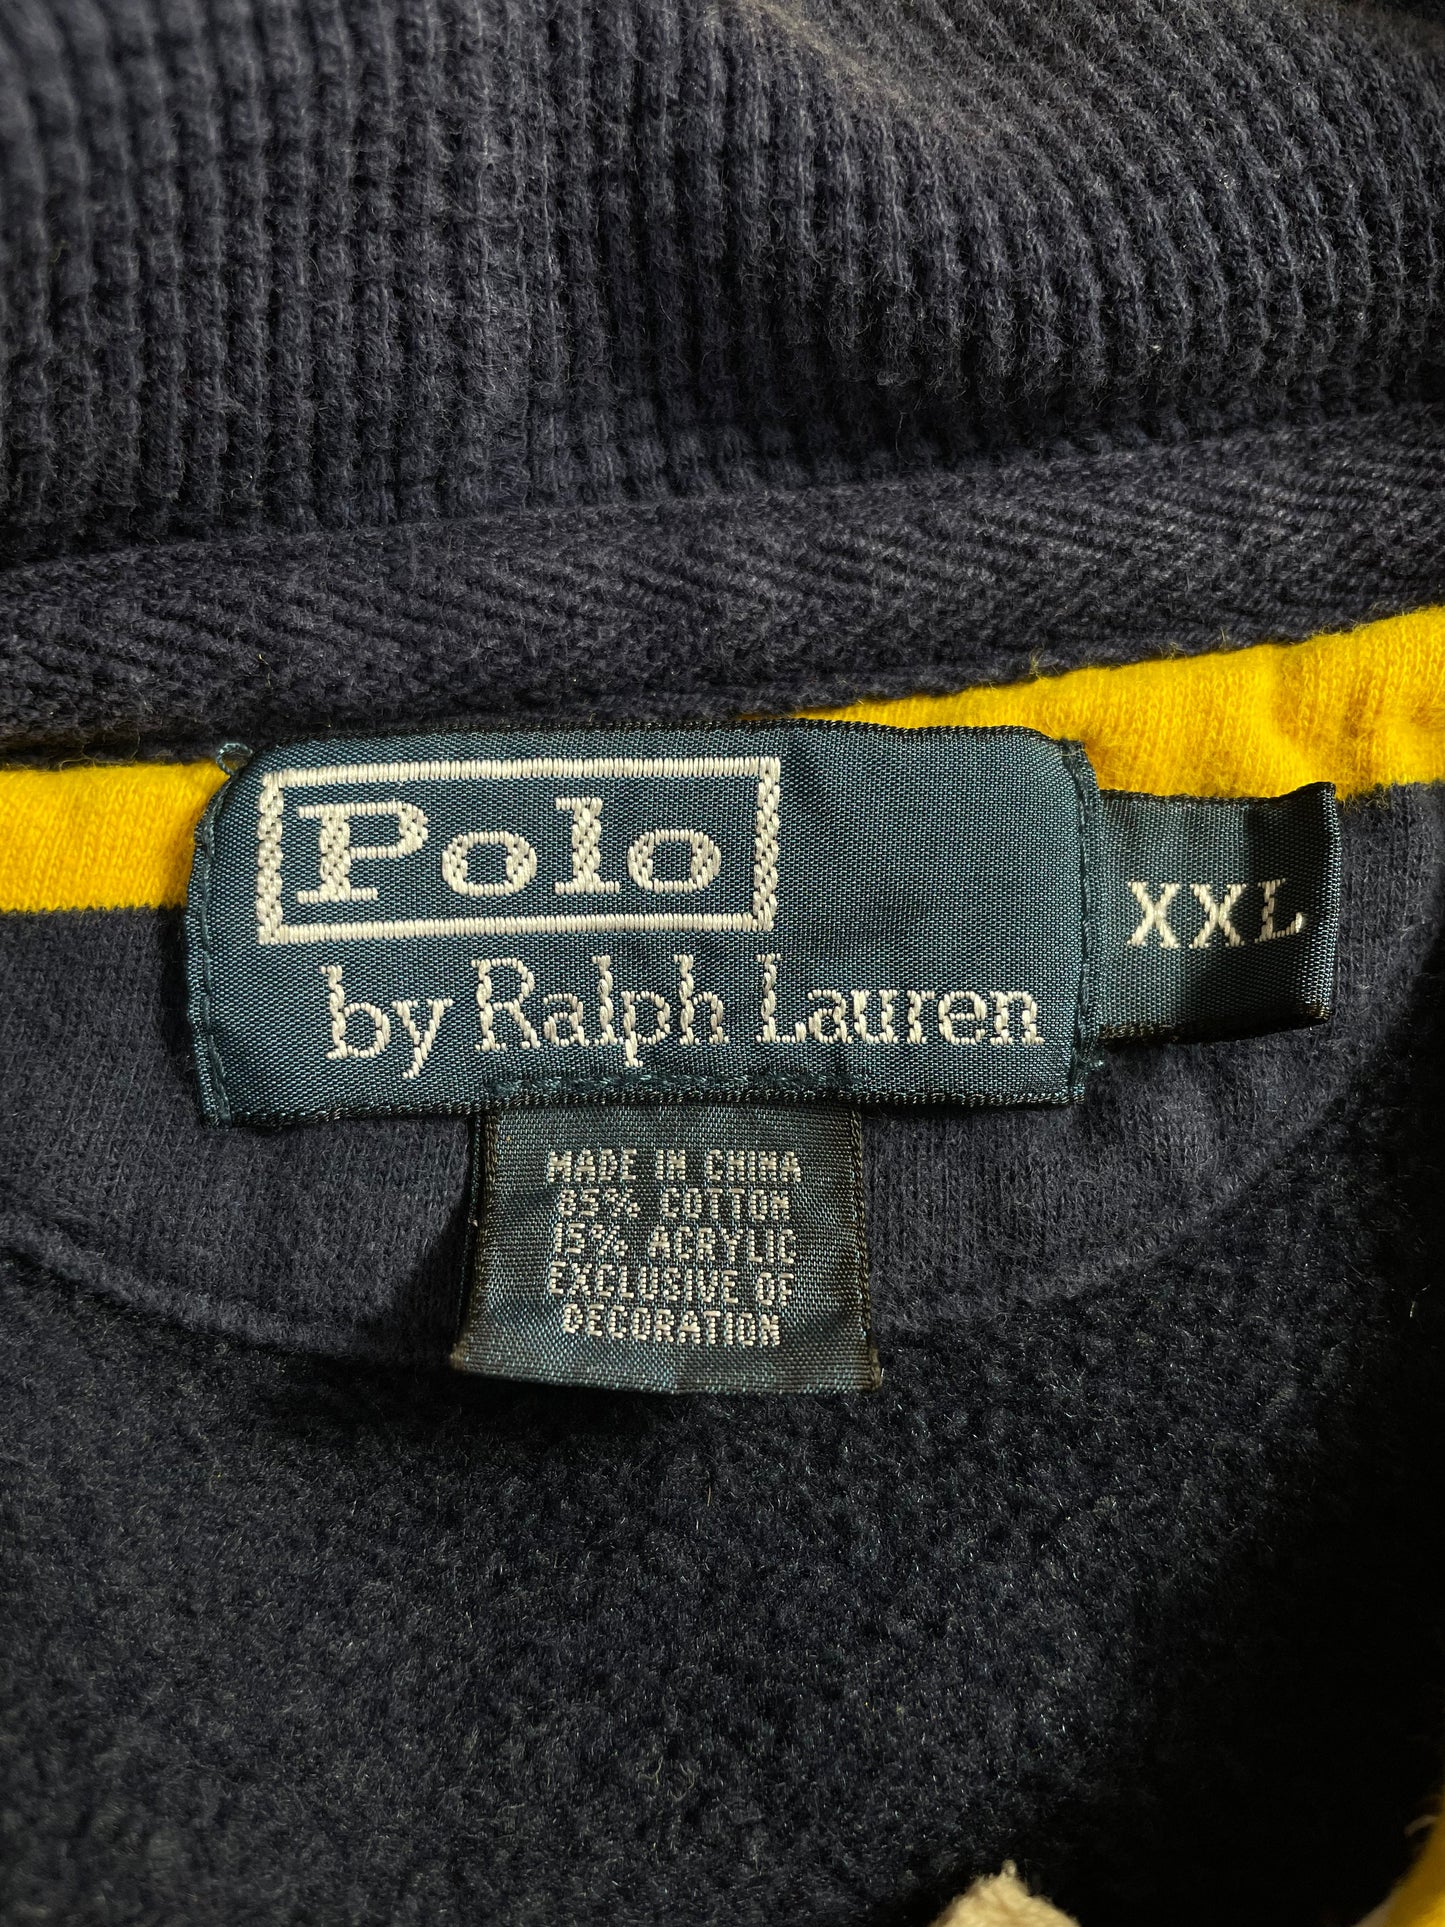 Polo
by Ralph Lauren
XXL
MADE IN CHINA
85% COTTON
15% ACRYLIC
EXCLUSIVE OF
DECORATION